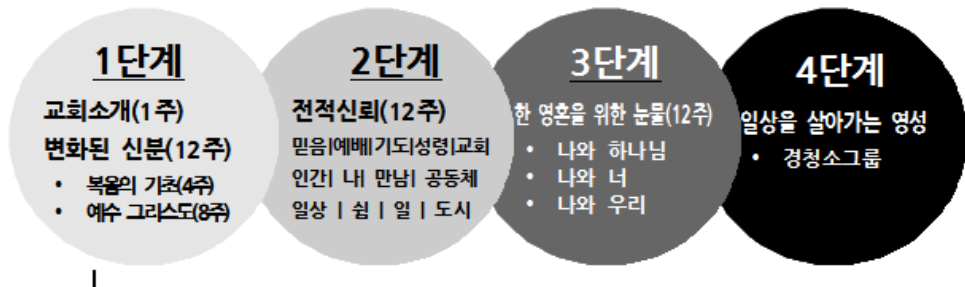 1단계
교회소개(1주)
변화된 신분(12주)
• 복음의 기초(4주)
• 예수 그리스도(8주)
2단계
전적신뢰(12주)
믿음|예배|기도|성령|교회
인간| 나| 만남| 공동체
일상 | 쉼 | 일 | 도시
3단계
한 영혼을 위한 눈물(12주)
• 나와 하나님
• 나와 너
• 나와 우리
4단계
일상을 살아가는 영성
• 경청소그룹